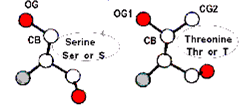 OG
CB
Serine
Ser or S
OG1
CG2
CB
Threonine
Thr or T